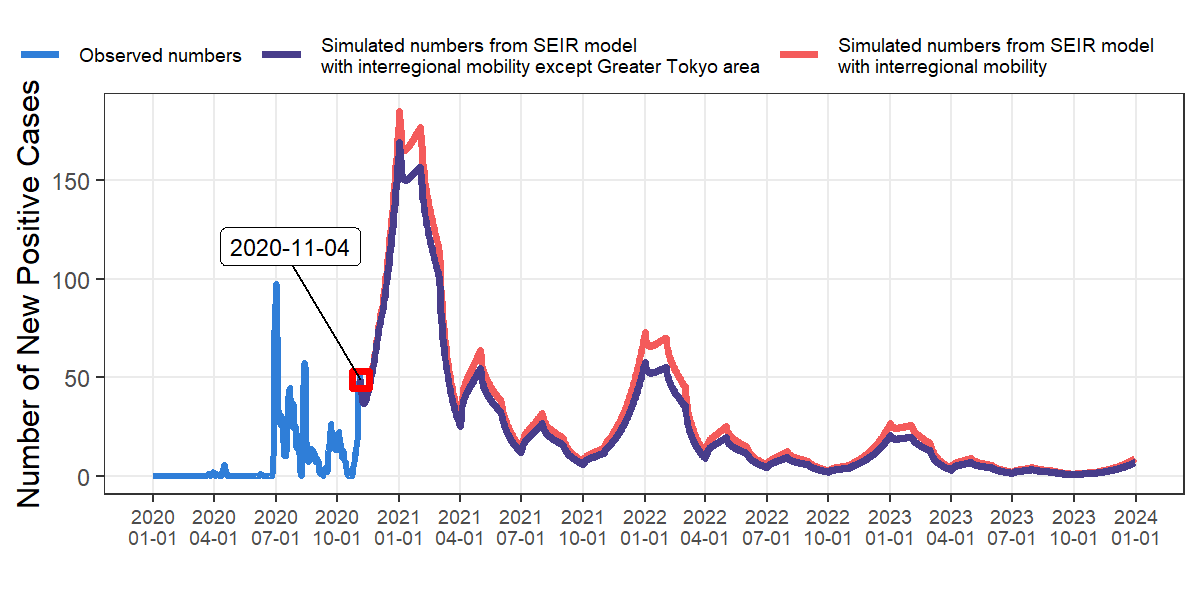 Observed numbers
Simulated numbers from SEIR model
with interregional mobility except Greater Tokyo area
Simulated numbers from SEIR model
with interregional mobility
Number of New Positive Cases
150
100
50
0
2020-11-04
2020 2020 2020 2020 2021 2021 2021 2021 2022 2022 2022 2022 2023 2023 2023 2023 2024
01-01 04-01 07-01 10-01 01-01 04-01 07-01 10-01 01-01 04-01 07-01 10-01 01-01 04-01 07-01 10-01 01-01